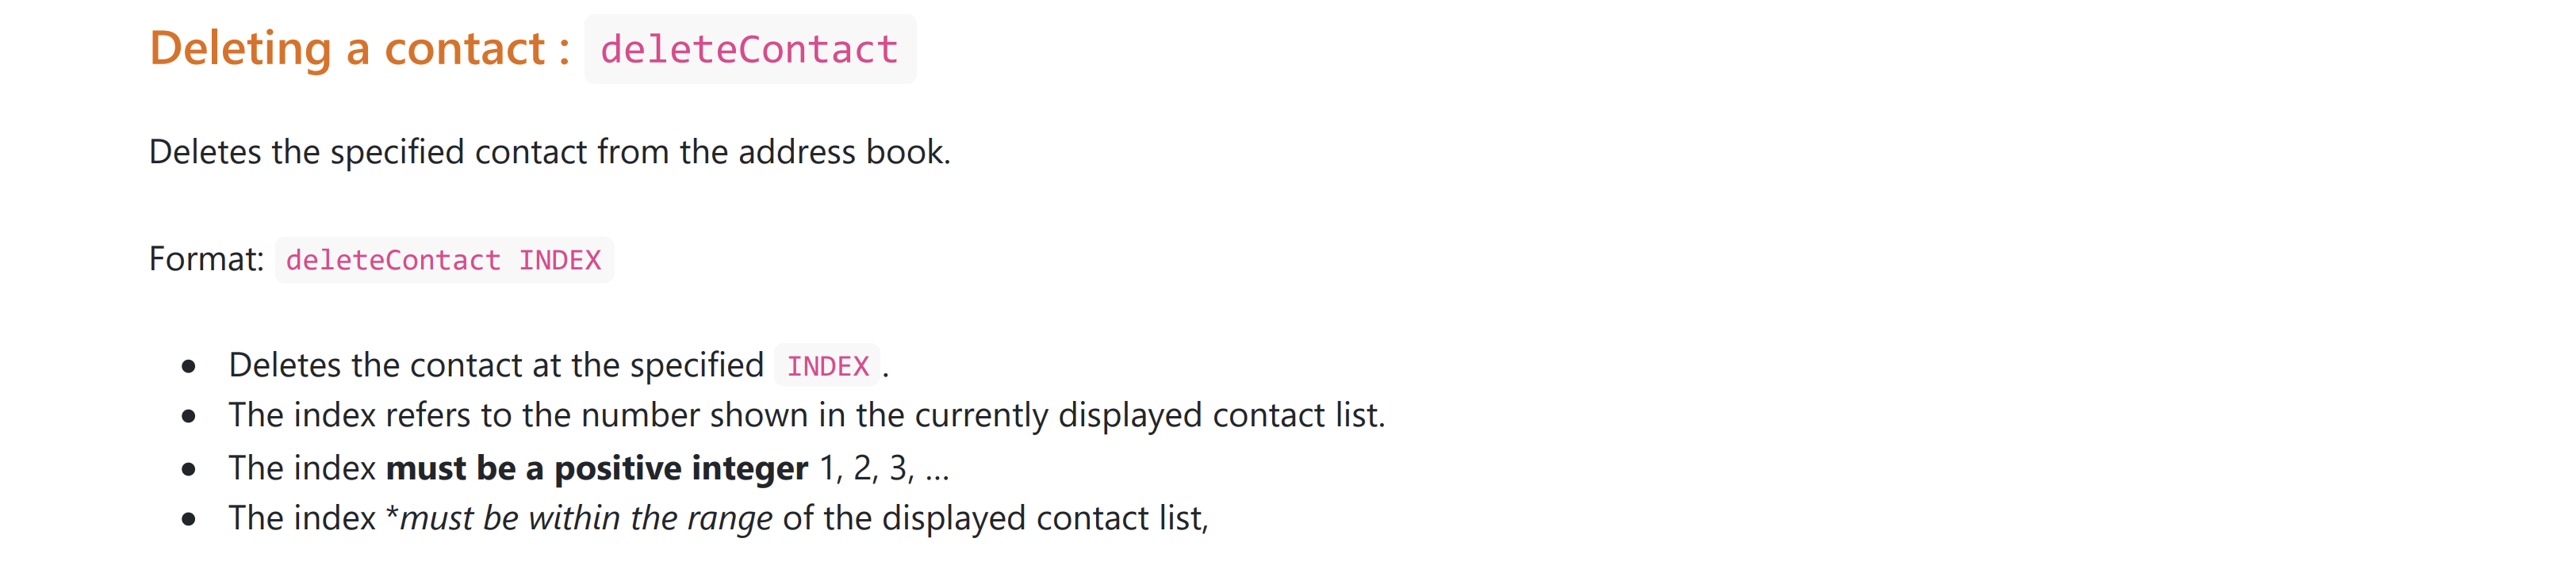 Deleting a contact : deleteContact
Deletes the specified contact from the address book.
Format: deleteContact INDEX
Deletes the contact at the specified INDEX.
The index refers to the number shown in the currently displayed contact list.
The index must be a positive integer 1, 2, 3, …
The index *must be within the range of the displayed contact list,